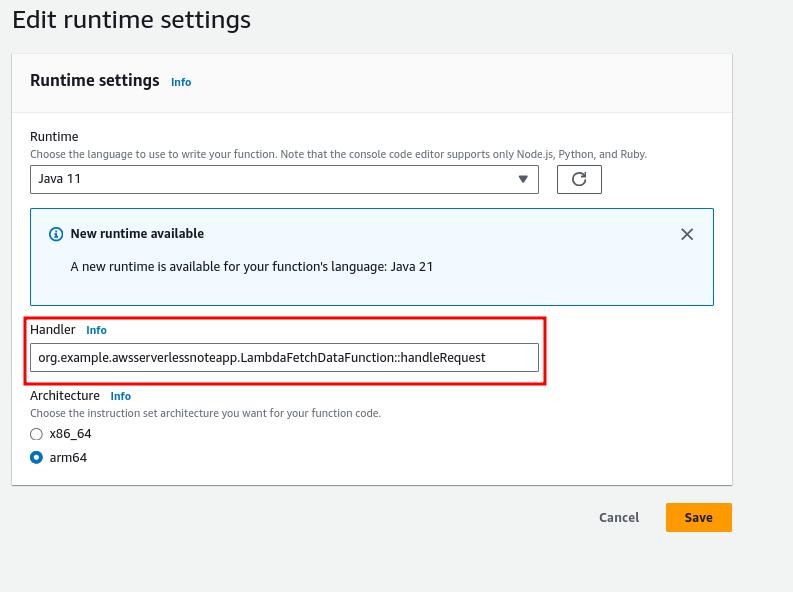 Edit runtime settings
Runtime settings Info
Runtime
Choose the language to use to write your function. Note that the console code editor supports only Node.js, Python, and Ruby.
Java 11
New runtime available
A new runtime is available for your function's language: Java 21
Handler Info
org.example.awsserverlessnoteapp.LambdaFetchDataFunction::handleRequest
Architecture Info
Choose the instruction set architecture you want for your function code.
x86_64
arm64
Cancel Save